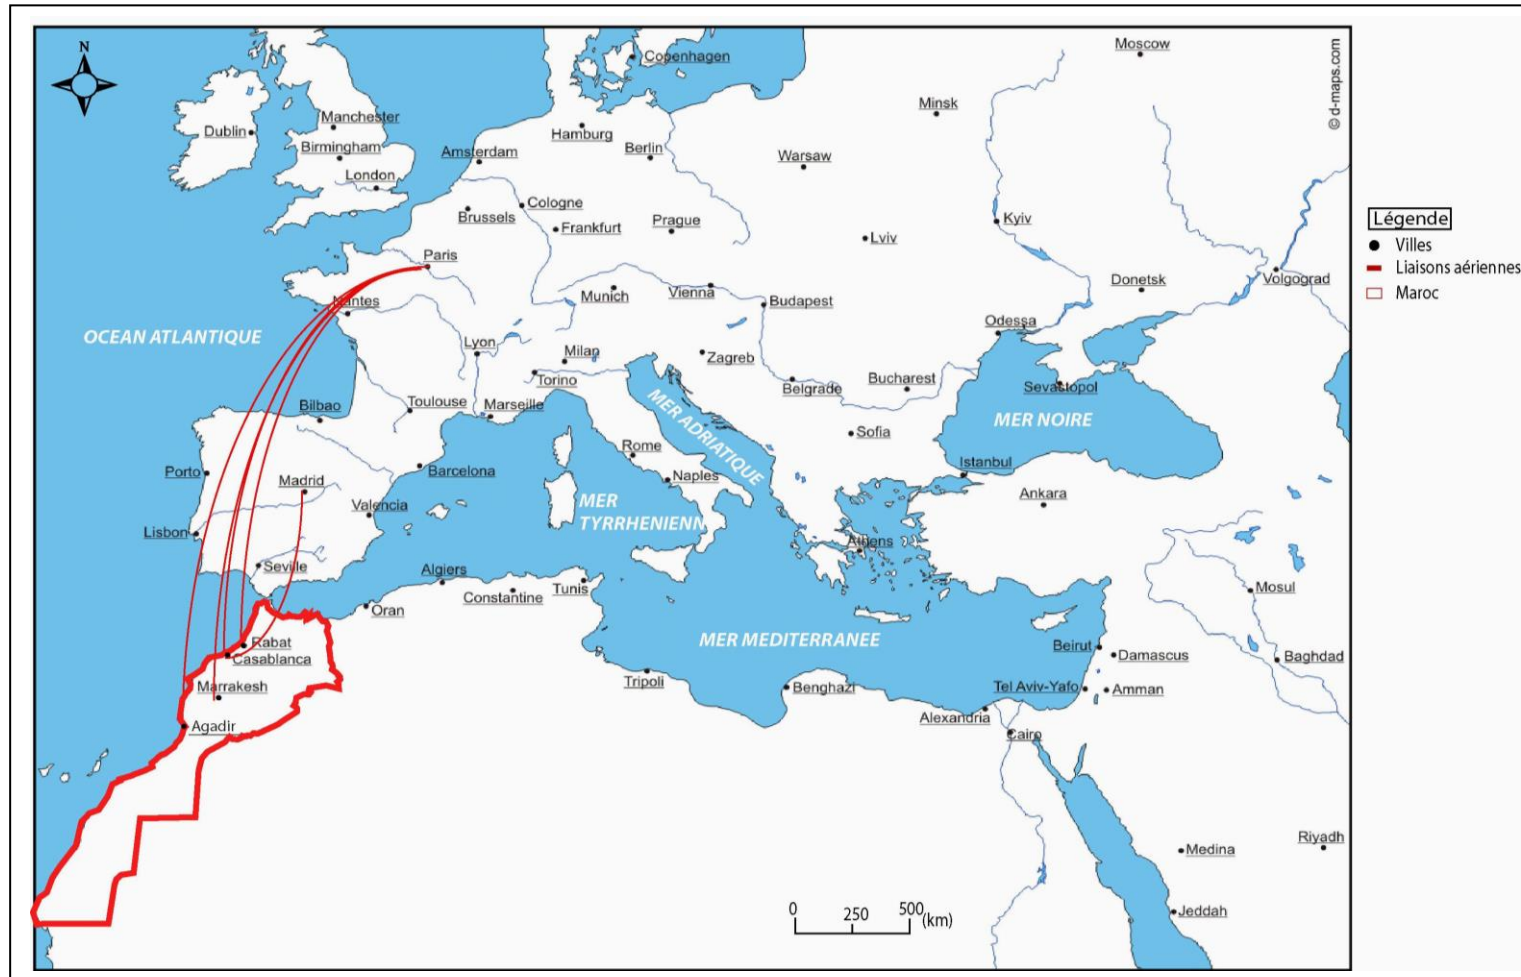 N
Copenhagen
Moscow
© d-maps.com
Minsk
Dublin
Manchester
Hamburg
Birmingham
Amsterdam
Berlin
Warsaw
London
Cologne
Brussels
Frankfurt
Prague
Kyiv
Lviv
Légende
Villes
Liaisons aériennes
Maroc
Paris
Volgograd
Donetsk
Nantes
Munich
Vienna
Budapest
OCEAN ATLANTIQUE
Odessa
Lyon
Milan
Zagreb
Torino
Belgrade
Bucharest
Sevastopol
Bilbao
Toulouse
Marseille
MER ADRIATIQUE
MER NOIRE
Sofia
Rome
Porto
Barcelona
Istanbul
Madrid
Naples
Ankara
Valencia
MER
TYRRHENIENN
Lisbon
Athens
Seville
Algiers
Constantine
Tunis
Mosul
Oran
Rabat
MER MEDITERRANEE
Casablanca
Beirut
Damascus
Baghdad
Marrakesh
Tripoli
Benghazi
Tel Aviv-Yafo
Amman
Agadir
Alexandria
Cairo
Medina
Riyadh
0 250 500 (km)
Jeddah